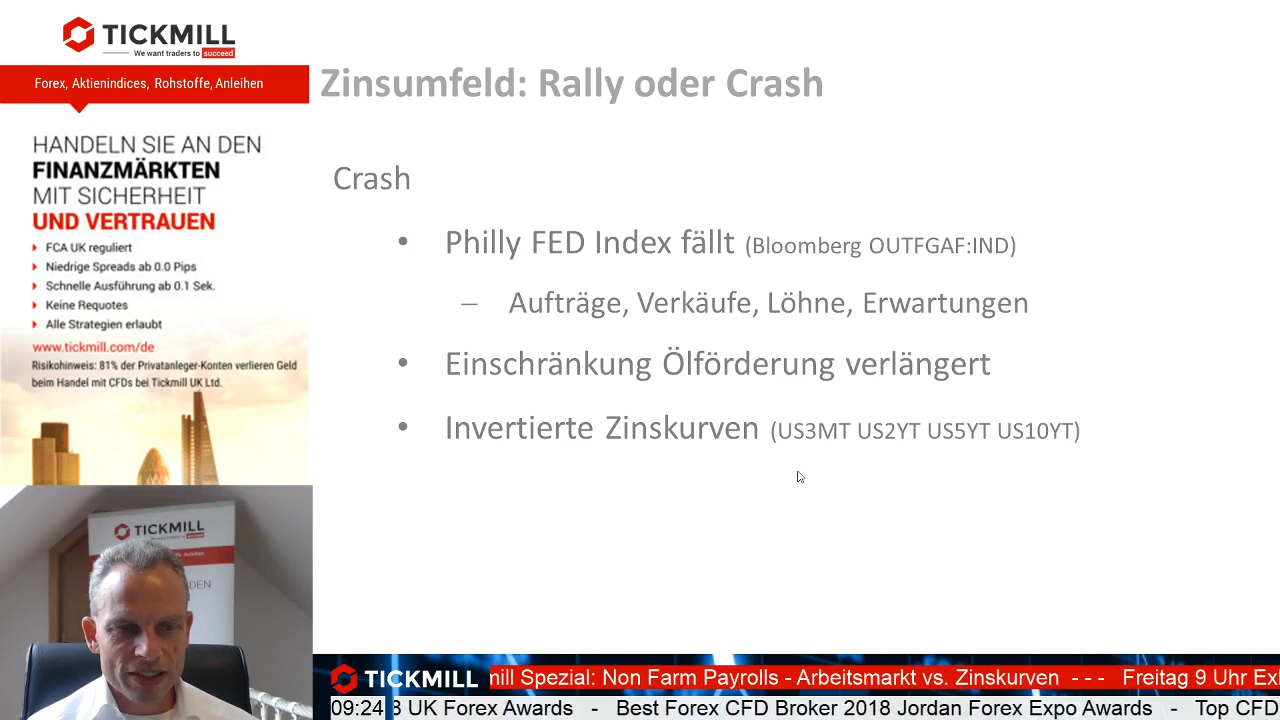 TICKMILL
We want traders to succeed
Forex, Aktienindices, Rohstoffe, Anleihen
HANDELN SIE AN DEN
FINANZMÄRKTEN
MIT SICHERHEIT
UND VERTRAUEN
FCA UK reguliert
Niedrige Spreads ab 0.0 Pips
Schnelle Ausführung ab 0.1 Sek.
Keine Requotes
Alle Strategien erlaubt
www.tickmill.com/de
Risikohinweis: 81% der Privatanleger-Konten verlieren Geld
beim Handel mit CFDs bei Tickmill UK Ltd.
Zinsumfeld: Rally oder Crash
Crash
• Philly FED Index fällt (Bloomberg OUTFGAF:IND)
– Aufträge, Verkäufe, Löhne, Erwartungen
• Einschränkung Ölförderung verlängert
• Invertierte Zinskurven (US3MT US2YT US5YT US10YT)
TICKMILL
DEN
TICKMILL
mill Spezial: Non Farm Payrolls - Arbeitsmarkt vs. Zinskurven - - - Freitag 9 Uhr Ex
09:24 3 UK Forex Awards - Best Forex CFD Broker 2018 Jordan Forex Expo Awards - Top CFD